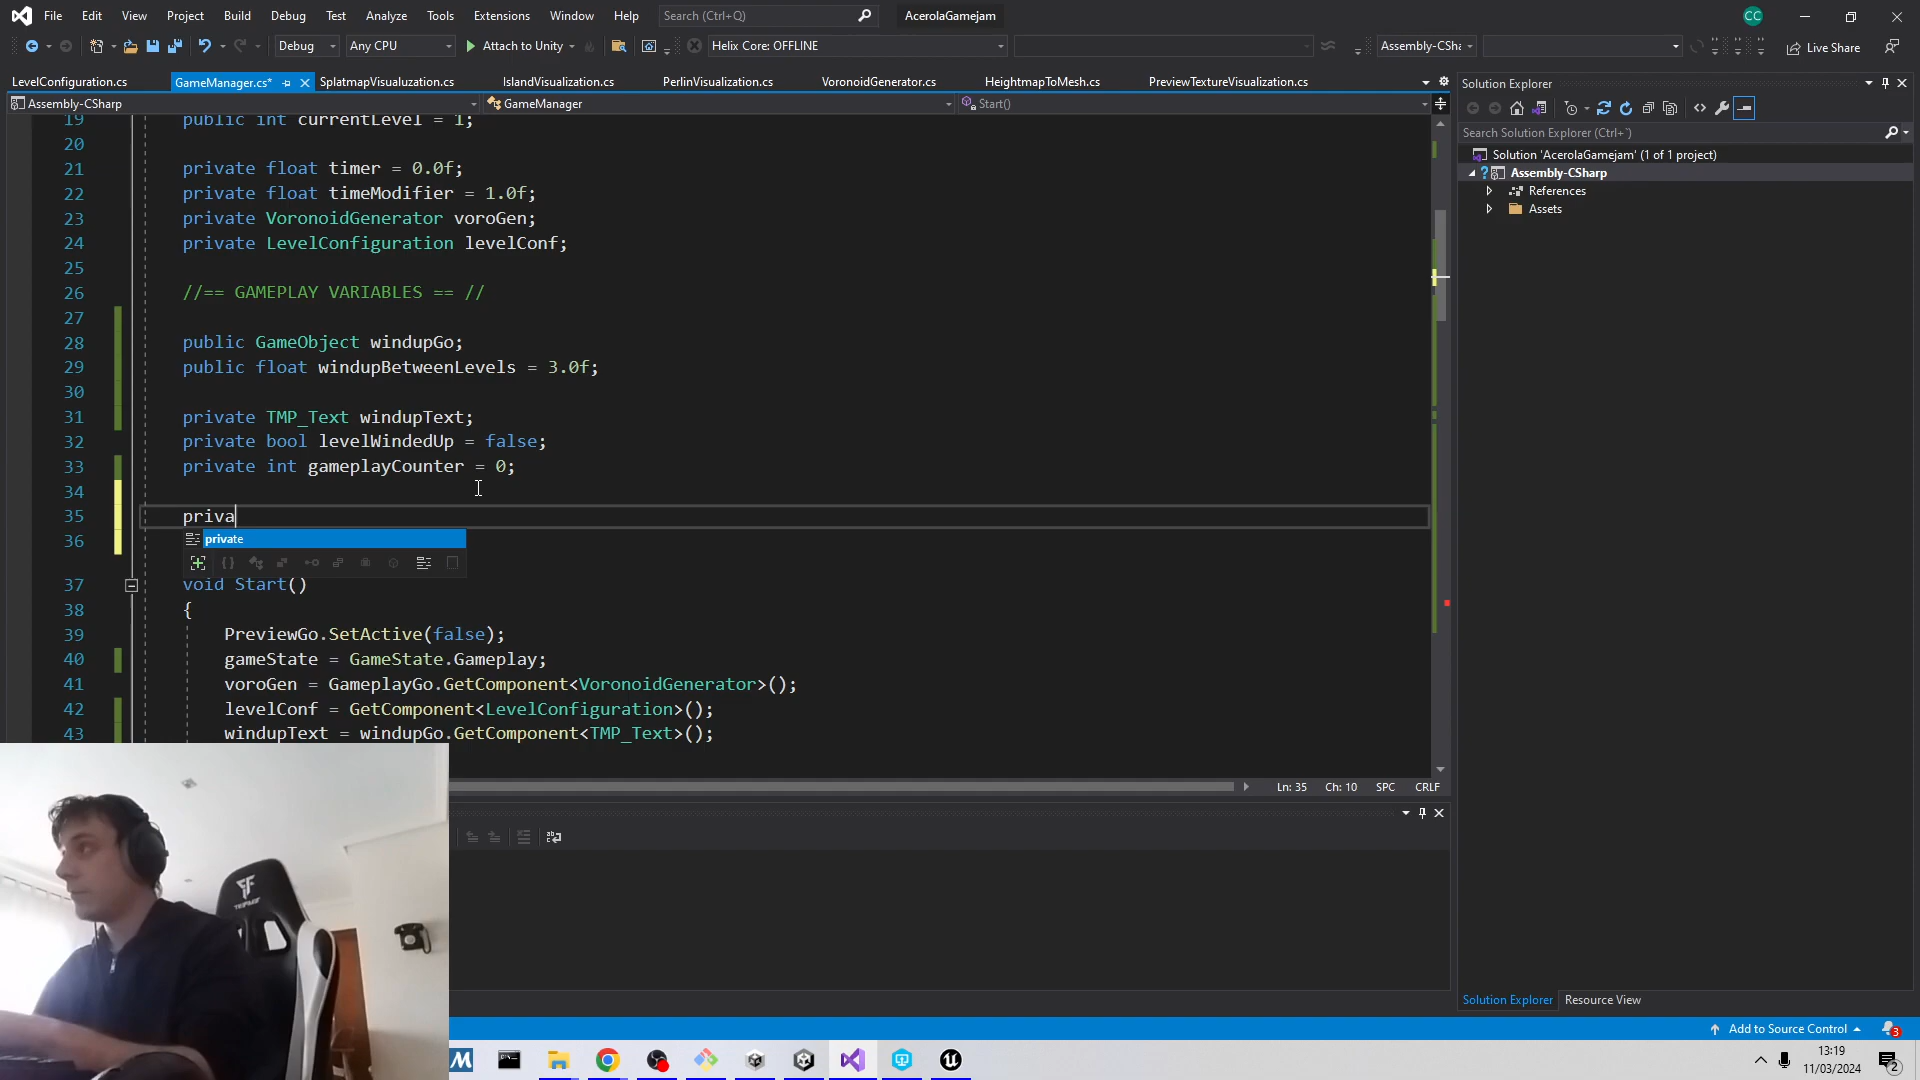 File Edit View Project Build Debug Test Analyze Tools Extensions Window Help Search (Ctrl+Q) AcerolaGamejam CC
Debug Any CPU Attach to Unity Helix Core: OFFLINE Assembly-CSha Live Share
LevelConfiguration.cs GameManager.cs* SplatmapVisualuzation.cs IslandVisualization.cs PerlinVisualization.cs VoronoidGenerator.cs HeightmapToMesh.cs PreviewTextureVisualization.cs
Assembly-CSharp GameManager Start()
19 public int currentLevel = 1;
20
21 private float timer = 0.0f;
22 private float timeModifier = 1.0f;
23 private VoronoidGenerator voroGen;
24 private LevelConfiguration levelConf;
25
26 //== GAMEPLAY VARIABLES == //
27
28 public GameObject windupGo;
29 public float windupBetweenLevels = 3.0f;
30
31 private TMP_Text windupText;
32 private bool levelWindedUp = false;
33 private int gameplayCounter = 0;
34
35 priva
36 private
37 void Start()
38 {
39 PreviewGo.SetActive(false);
40 gameState = GameState.Gameplay;
41 voroGen = GameplayGo.GetComponent<VoronoidGenerator>();
42 levelConf = GetComponent<LevelConfiguration>();
43 windupText = windupGo.GetComponent<TMP_Text>();
Ln: 35 Ch: 10 SPC CRLF
Solution Explorer
Search Solution Explorer (Ctrl+¨)
Solution 'AcerolaGamejam' (1 of 1 project)
Assembly-CSharp
References
Assets
Solution Explorer Resource View
Add to Source Control 3
13:19
11/03/2024
2